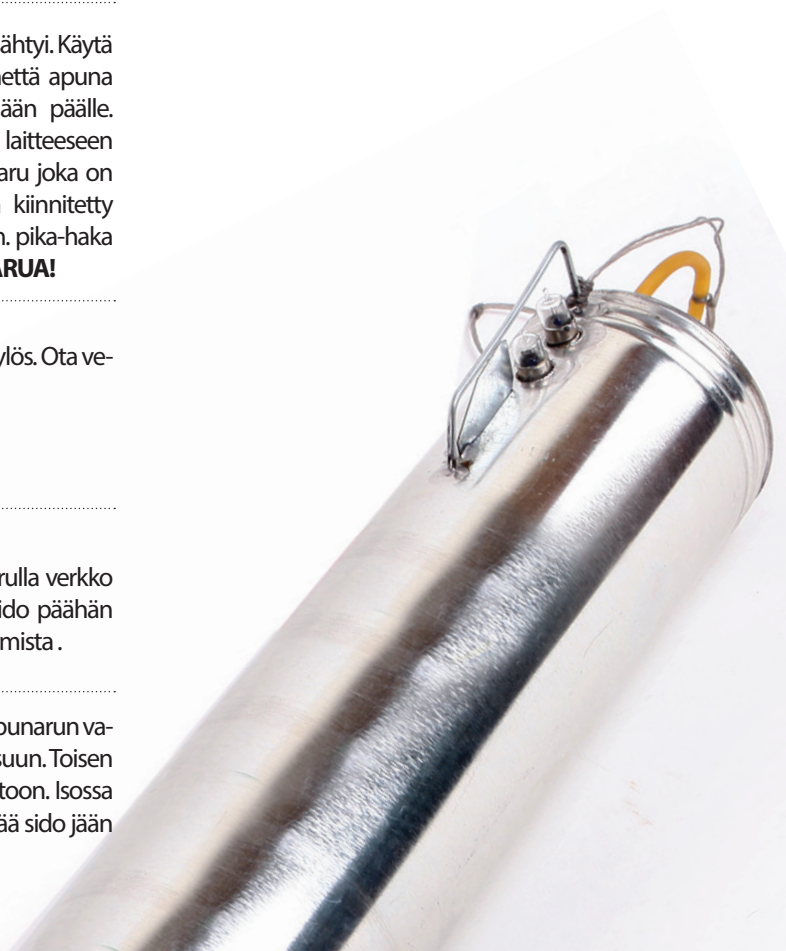 ähtyi. Käytä
nettä apuna
ään päälle.
laitteeseen
aru joka on
kiinnitetty
n. pika-haka
ARUA!
ylös. Ota ve-
rulla verkko
ido päähän
mista .
punarun va-
suun. Toisen
toon. Isossa
ää sido jään